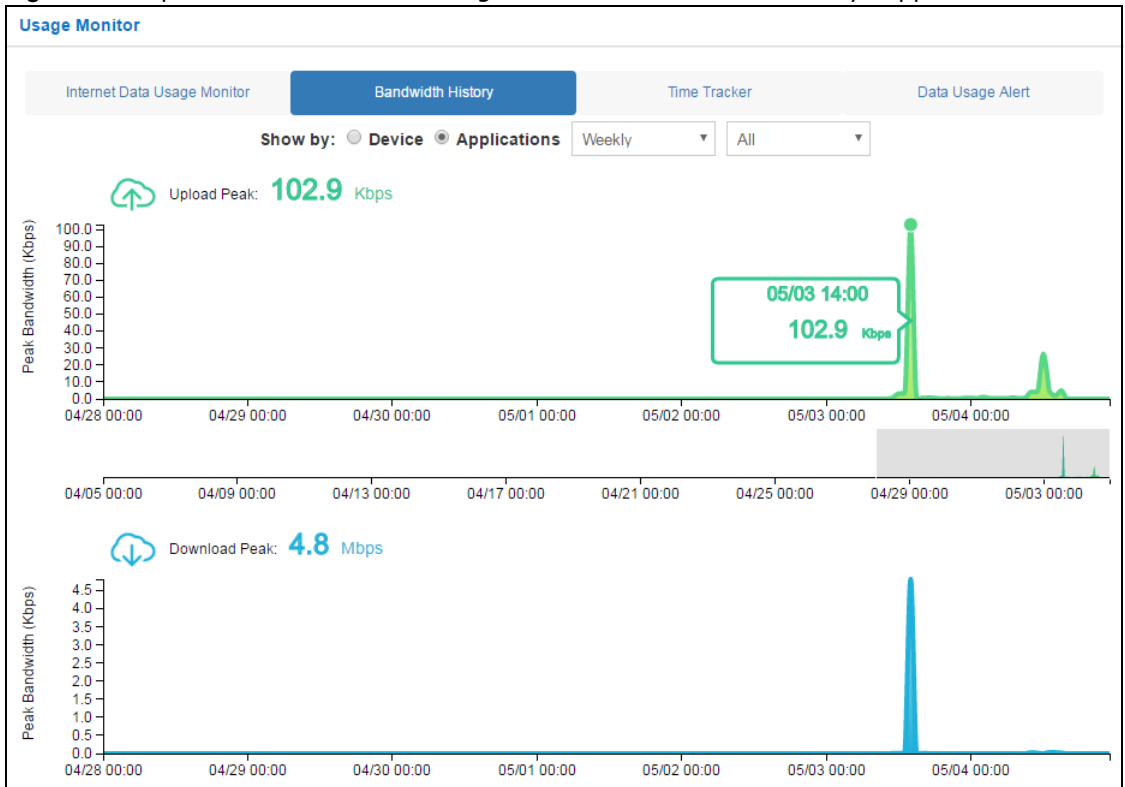 Usage Monitor
Internet Data Usage Monitor Bandwidth History Time Tracker Data Usage Alert
Show by: Device Applications Weekly All
Upload Peak: 102.9 Kbps
Peak Bandwidth (Kbps)
100.0
90.0
80.0
70.0
60.0
50.0
40.0
30.0
20.0
10.0
0.0
05/03 14:00
102.9 Kbps
04/28 00:00 04/29 00:00 04/30 00:00 05/01 00:00 05/02 00:00 05/03 00:00 05/04 00:00
04/05 00:00 04/09 00:00 04/13 00:00 04/17 00:00 04/21 00:00 04/25 00:00 04/29 00:00 05/03 00:00
Download Peak: 4.8 Mbps
Peak Bandwidth (Kbps)
4.5
4.0
3.5
3.0
2.5
2.0
1.5
1.0
0.5
0.0
04/28 00:00 04/29 00:00 04/30 00:00 05/01 00:00 05/02 00:00 05/03 00:00 05/04 00:00